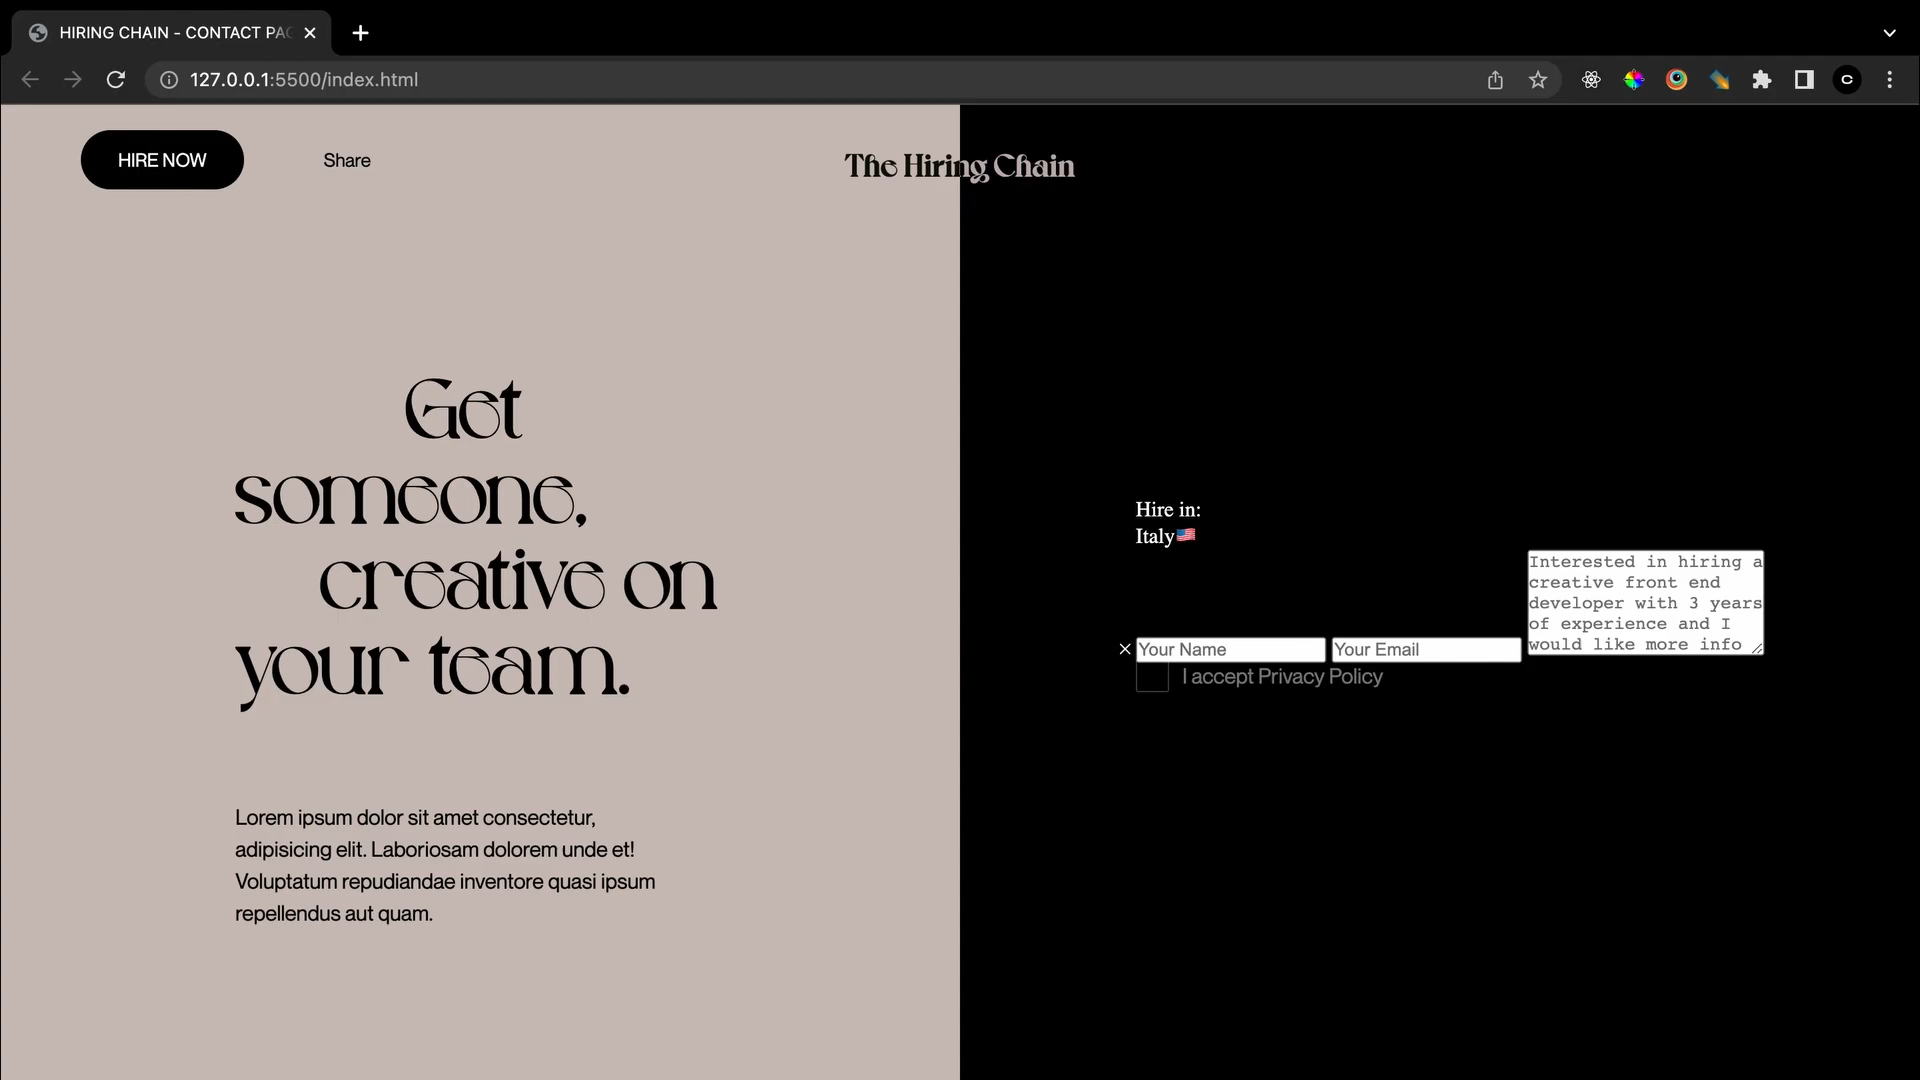 HIRING CHAIN - CONTACT PAG
127.0.0.1:5500/index.html
C
HIRE NOW
Share
The Hiring Chain
Get
someone,
creative on
your team.
Lorem ipsum dolor sit amet consectetur,
adipisicing elit. Laboriosam dolorem unde et!
Voluptatum repudiandae inventore quasi ipsum
repellendus aut quam.
Hire in:
Italy🇺🇸
Your Name
Your Email
Interested in hiring a
creative front end
developer with 3 years
of experience and I
would like more info
I accept Privacy Policy